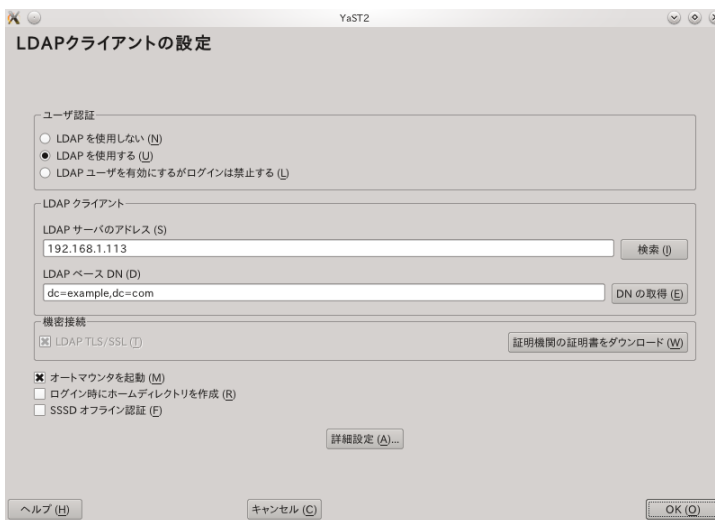 YaST2
LDAPクライアントの設定
ユーザ認証
LDAP を使用しない (N)
LDAP を使用する (U)
LDAP ユーザを有効にするがログインは禁止する (L)
LDAP クライアント
LDAP サーバのアドレス (S)
192.168.1.113
検索 (I)
LDAP ベース DN (D)
dc=example,dc=com
DN の取得 (E)
機密接続
LDAP TLS/SSL (T)
証明機関の証明書をダウンロード (W)
オートマウンタを起動 (M)
ログイン時にホームディレクトリを作成 (R)
SSSD オフライン認証 (F)
詳細設定 (A)...
ヘルプ (H)
キャンセル (C)
OK (O)